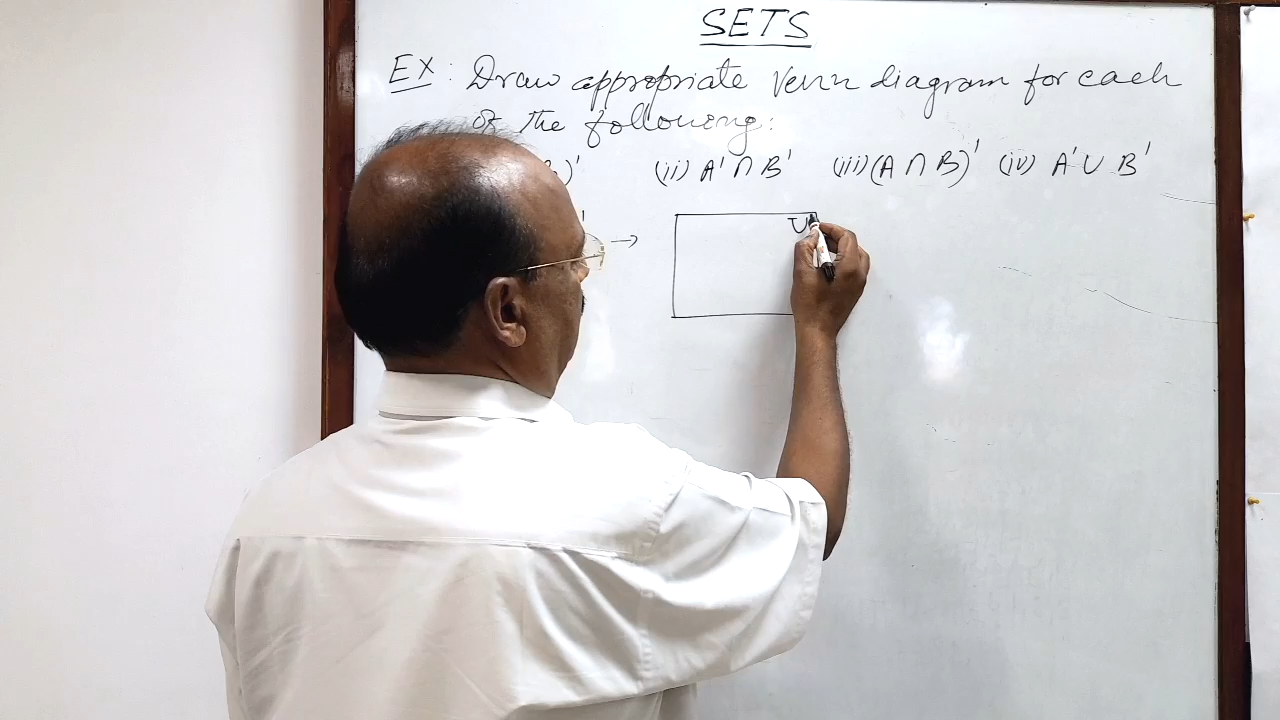 SETS
EX: Draw appropriate Venn diagram for each
of the following:
B)' (ii) A' ∩ B' (iii) (A ∩ B)' (iv) A' ∪ B'
' →
U